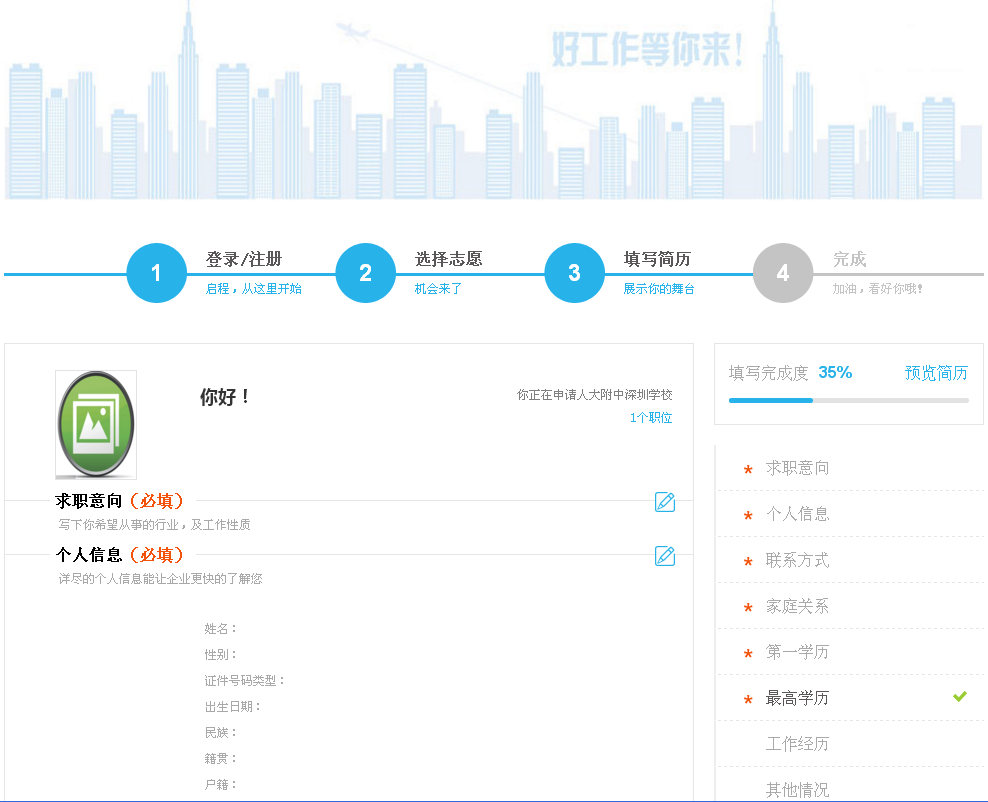 好工作等你来!
1 登录/注册
启程，从这里开始
2 选择志愿
机会来了
3 填写简历
展示你的舞台
4 完成
加油，看好你哦!
你好！
你正在申请人大附中深圳学校
1个职位
求职意向（必填）
写下你希望从事的行业，及工作性质
个人信息（必填）
详尽的个人信息能让企业更快的了解您
姓名：
性别：
证件号码类型：
出生日期：
民族：
籍贯：
户籍：
填写完成度 35% 预览简历
* 求职意向
* 个人信息
* 联系方式
* 家庭关系
* 第一学历
* 最高学历
工作经历
其他情况